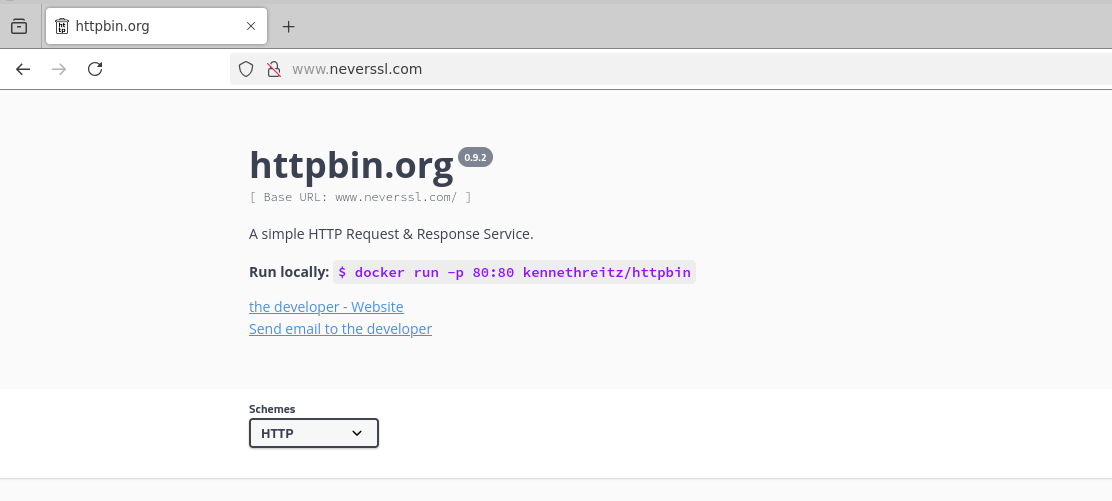 httpbin.org
www.neverssl.com
httpbin.org 0.9.2
[ Base URL: www.neverssl.com/ ]
A simple HTTP Request & Response Service.
Run locally: $ docker run -p 80:80 kennethreitz/httpbin
the developer - Website
Send email to the developer
Schemes
HTTP